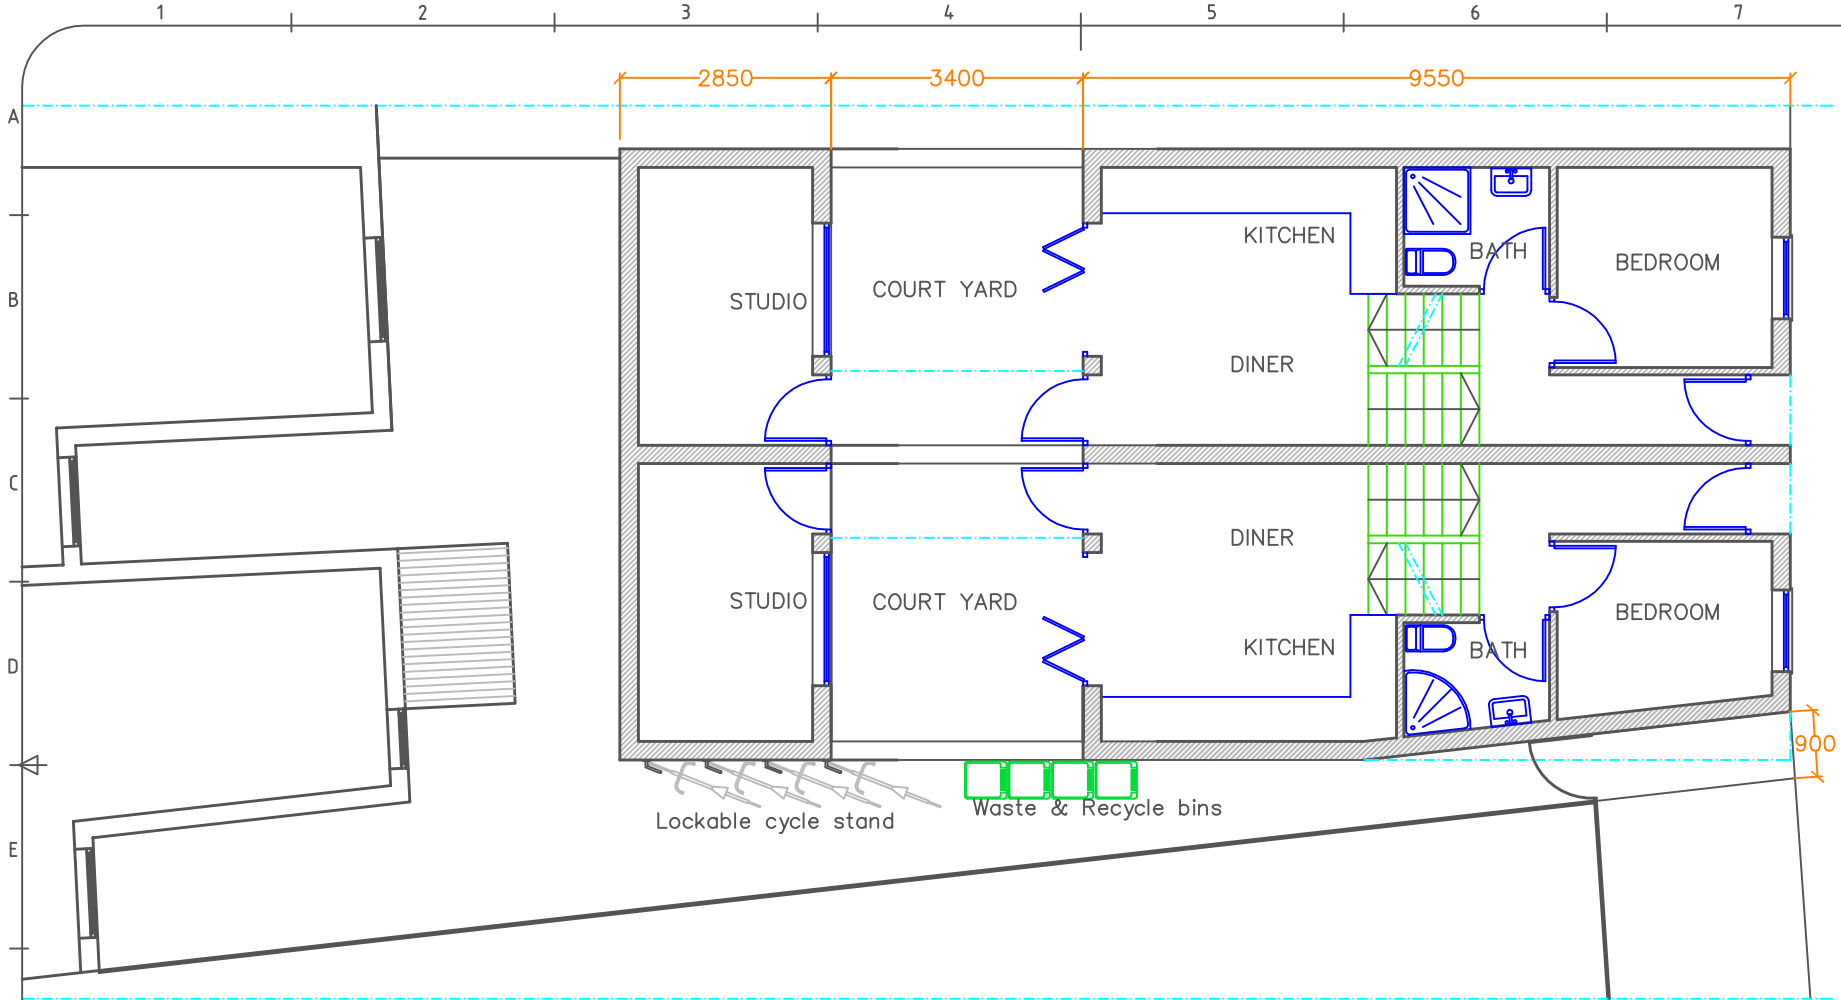 1 2 3 4 5 6 7
2850 3400 9550
A
KITCHEN
BATH
BEDROOM
COURT YARD
B
STUDIO
DINER
C
DINER
STUDIO
COURT YARD
BEDROOM
KITCHEN
BATH
D
900
Waste & Recycle bins
Lockable cycle stand
E